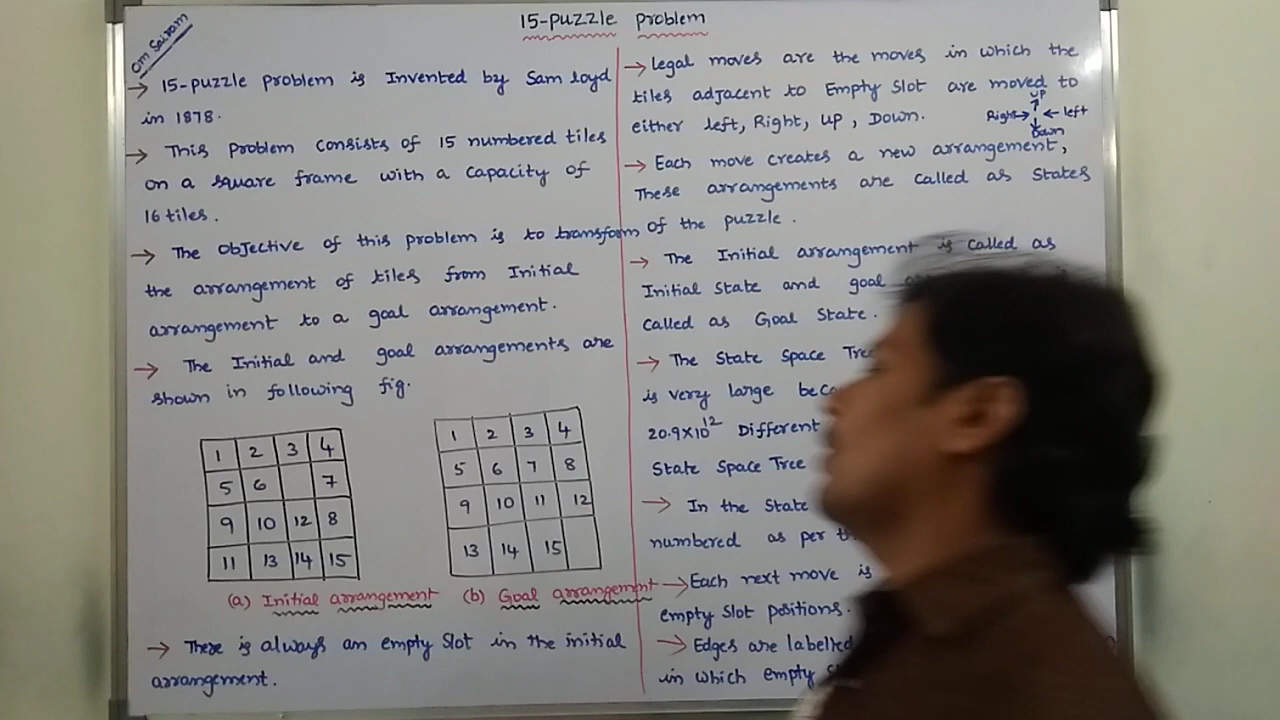 Om Sairam
15-puzzle problem
→ 15-puzzle problem is Invented by Sam loyd
in 1878.
→ This problem consists of 15 numbered tiles
on a square frame with a capacity of
16 tiles.
→ The objective of this problem is to transform
the arrangement of tiles from Initial
arrangement to a goal arrangement.
→ The Initial and goal arrangements are
shown in following fig.
1 2 3 4
5 6 7
9 10 12 8
11 13 14 15
(a) Initial arrangement
1 2 3 4
5 6 7 8
9 10 11 12
13 14 15
(b) Goal arrangement
→ There is always an empty slot in the initial
arrangement.
→ legal moves are the moves in which the
tiles adjacent to Empty Slot are moved to
either left, Right, Up, Down.
UP
Right → ← left
Down
→ Each move creates a new arrangement,
These arrangements are called as States
of the puzzle.
→ The Initial arrangement is called as
Initial State and goal
called as Goal State.
→ The State Space
is very large
20.9×10^12 Different
State Space Tree
→ In the State
numbered as per
→ Each next move is
empty slot positions.
→ Edges are labelled
in which empty